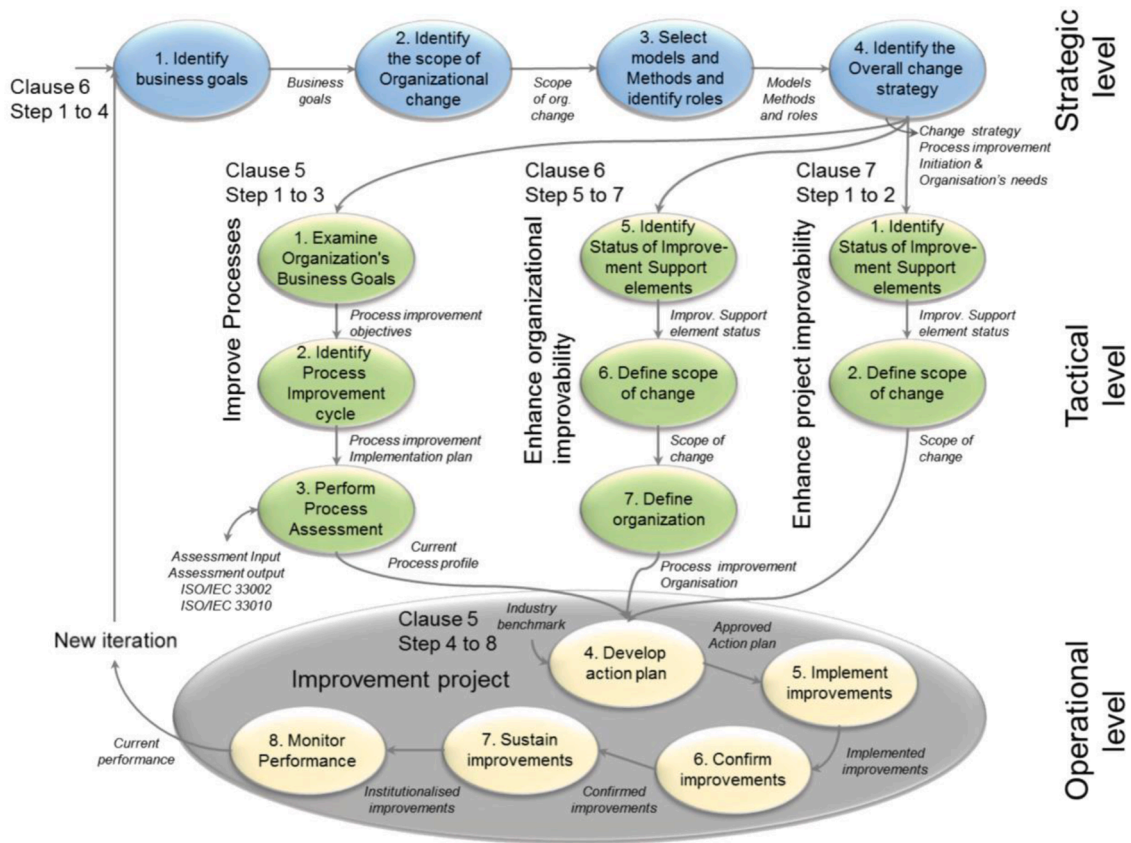 Clause 6
Step 1 to 4
1. Identify
business goals
Business
goals
2. Identify
the scope of
Organizational
change
Scope
of org.
change
3. Select
models and
Methods and
identify roles
Models
Methods
and roles
4. Identify the
Overall change
strategy
Strategic
level
Change strategy
Process improvement
Initiation &
Organisation's needs
Clause 5
Step 1 to 3
Clause 6
Step 5 to 7
Clause 7
Step 1 to 2
Improve Processes
1. Examine
Organization's
Business Goals
Process improvement
objectives
2. Identify
Process
Improvement
cycle
Process improvement
Implementation plan
3. Perform
Process
Assessment
Assessment Input
Assessment output
ISO/IEC 33002
ISO/IEC 33010
Current
Process profile
Enhance organizational
improvability
5. Identify
Status of Improve-
ment Support
elements
Improv. Support
element status
6. Define scope
of change
Scope of
change
7. Define
organization
Process improvement
Organisation
Enhance project improvability
1. Identify
Status of Improve-
ment Support
elements
Improv. Support
element status
2. Define scope
of change
Scope of
change
Tactical
level
New iteration
Clause 5
Step 4 to 8
Improvement project
Industry
benchmark
4. Develop
action plan
Approved
Action plan
5. Implement
improvements
Implemented
improvements
6. Confirm
improvements
Confirmed
improvements
7. Sustain
improvements
Institutionalised
improvements
8. Monitor
Performance
Current
performance
Operational
level